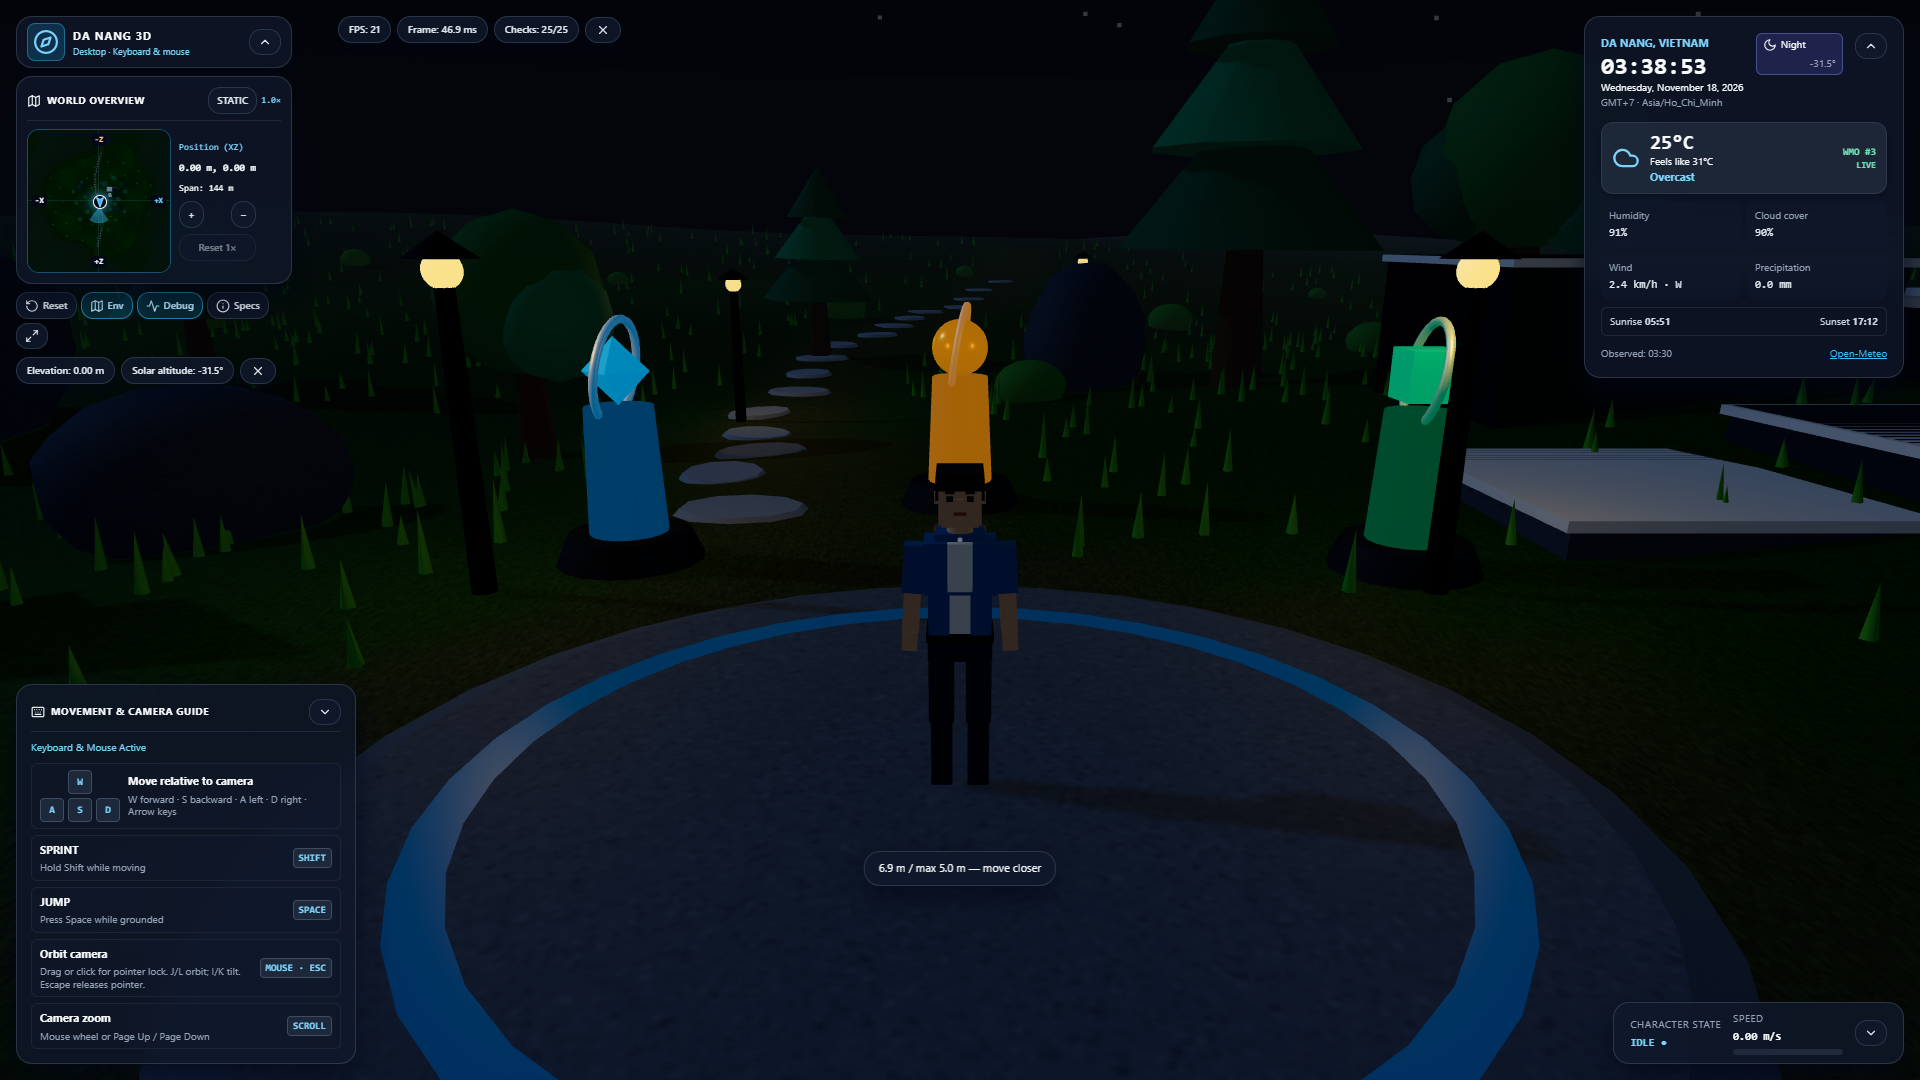 DA NANG 3D
Desktop · Keyboard & mouse
FPS: 21
Frame: 46.9 ms
Checks: 25/25
WORLD OVERVIEW
STATIC
1.0×
-Z
-X
+X
+Z
Position (XZ)
0.00 m, 0.00 m
Span: 144 m
+
−
Reset 1×
Reset
Env
Debug
Specs
Elevation: 0.00 m
Solar altitude: -31.5°
DA NANG, VIETNAM
03:38:53
Wednesday, November 18, 2026
GMT+7 · Asia/Ho_Chi_Minh
Night
-31.5°
25°C
Feels like 31°C
Overcast
WMO #3
LIVE
Humidity
91%
Cloud cover
90%
Wind
2.4 km/h · W
Precipitation
0.0 mm
Sunrise 05:51
Sunset 17:12
Observed: 03:30
Open-Meteo
MOVEMENT & CAMERA GUIDE
Keyboard & Mouse Active
W
A S D
Move relative to camera
W forward · S backward · A left · D right ·
Arrow keys
SPRINT
Hold Shift while moving
SHIFT
JUMP
Press Space while grounded
SPACE
Orbit camera
Drag or click for pointer lock. J/L orbit; I/K tilt.
Escape releases pointer.
MOUSE · ESC
Camera zoom
Mouse wheel or Page Up / Page Down
SCROLL
6.9 m / max 5.0 m — move closer
CHARACTER STATE
IDLE
SPEED
0.00 m/s